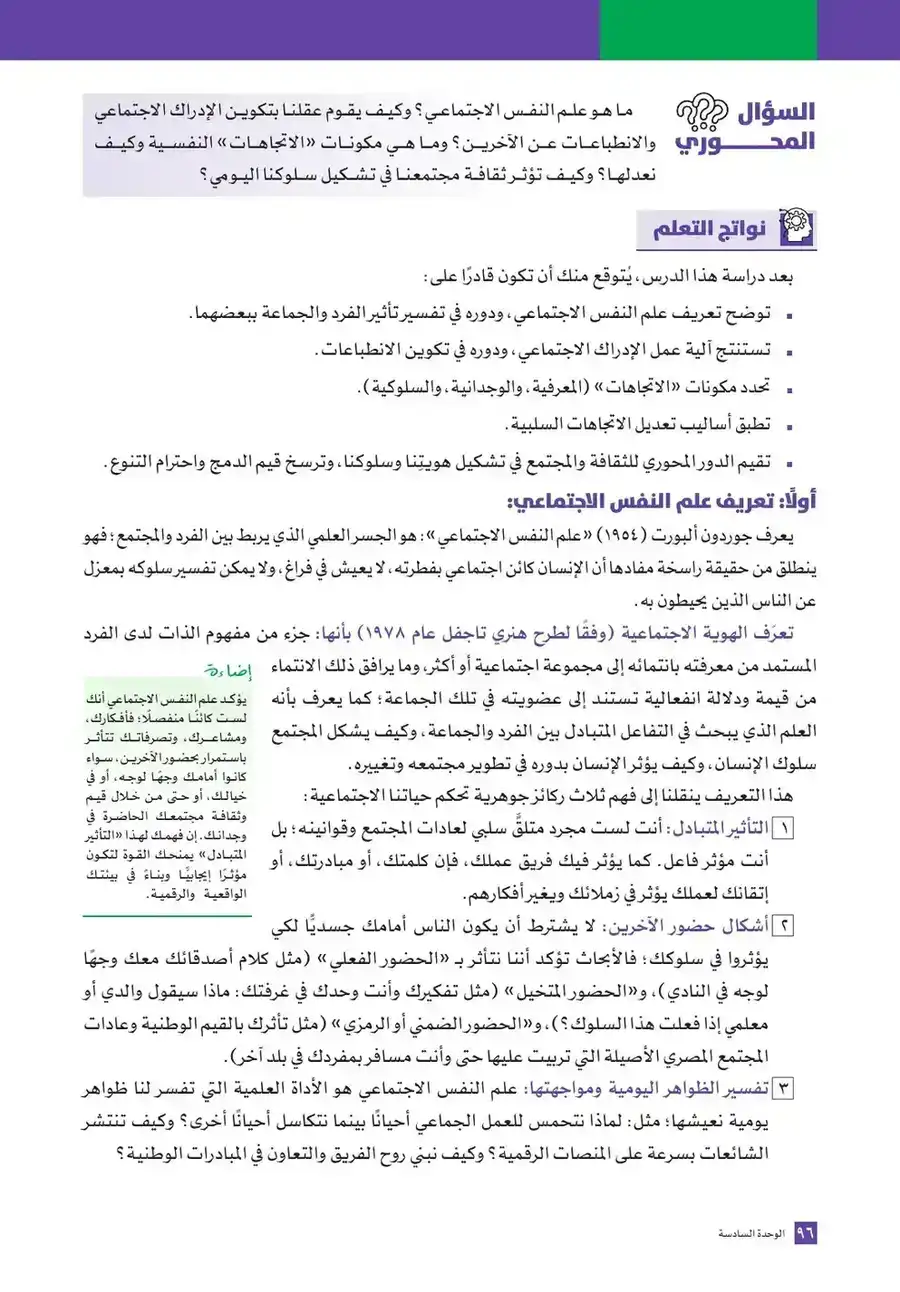 السؤال
المحـــوري
ما هو علم النفس الاجتماعي؟ وكيف يقوم عقلنا بتكوين الإدراك الاجتماعي
والانطباعات عن الآخرين؟ وما هي مكونات «الاتجاهات» النفسية وكيف
نعدلها؟ وكيف تؤثر ثقافة مجتمعنا في تشكيل سلوكنا اليومي؟
نواتج التعلم
بعد دراسة هذا الدرس، يُتوقع منك أن تكون قادرًا على:
▪ توضح تعريف علم النفس الاجتماعي، ودوره في تفسير تأثير الفرد والجماعة ببعضهما.
▪ تستنتج آلية عمل الإدراك الاجتماعي، ودوره في تكوين الانطباعات.
▪ تحدد مكونات «الاتجاهات» (المعرفية، والوجدانية، والسلوكية).
▪ تطبق أساليب تعديل الاتجاهات السلبية.
▪ تقيم الدور المحوري للثقافة والمجتمع في تشكيل هويتِنا وسلوكنا، وترسخ قيم الدمج واحترام التنوع.
أولًا: تعريف علم النفس الاجتماعي:
يعرف جوردون ألبورت (١٩٥٤) «علم النفس الاجتماعي»: هو الجسر العلمي الذي يربط بين الفرد والمجتمع؛ فهو
ينطلق من حقيقة راسخة مفادها أن الإنسان كائن اجتماعي بفطرته، لا يعيش في فراغ، ولا يمكن تفسير سلوكه بمعزل
عن الناس الذين يحيطون به.
تعرّف الهوية الاجتماعية (وفقًا لطرح هنري تاجفل عام ١٩٧٨) بأنها: جزء من مفهوم الذات لدى الفرد
المستمد من معرفته بانتمائه إلى مجموعة اجتماعية أو أكثر، وما يرافق ذلك الانتماء
من قيمة ودلالة انفعالية تستند إلى عضويته في تلك الجماعة؛ كما يعرف بأنه
العلم الذي يبحث في التفاعل المتبادل بين الفرد والجماعة، وكيف يشكل المجتمع
سلوك الإنسان، وكيف يؤثر الإنسان بدوره في تطوير مجتمعه وتغييره.
هذا التعريف ينقلنا إلى فهم ثلاث ركائز جوهرية تحكم حياتنا الاجتماعية:
١ التأثير المتبادل: أنت لست مجرد متلقٍّ سلبي لعادات المجتمع وقوانينه؛ بل
أنت مؤثر فاعل. كما يؤثر فيك فريق عملك، فإن كلمتك، أو مبادرتك، أو
إتقانك لعملك يؤثر في زملائك ويغير أفكارهم.
إضاءة
يؤكد علم النفس الاجتماعي أنك
لست كائنًا منفصلًا؛ فأفكارك،
ومشاعرك، وتصرفاتك تتأثر
باستمرار بحضور الآخرين، سواء
كانوا أمامك وجهًا لوجه، أو في
خيالك، أو حتى من خلال قيم
وثقافة مجتمعك الحاضرة في
وجدانك. إن فهمك لهذا «التأثير
المتبادل» يمنحك القوة لتكون
مؤثرًا إيجابيًّا وبناءً في بيئتك
الواقعية والرقمية.
٢ أشكال حضور الآخرين: لا يشترط أن يكون الناس أمامك جسديًّا لكي
يؤثروا في سلوكك؛ فالأبحاث تؤكد أننا نتأثر بـ «الحضور الفعلي» (مثل كلام أصدقائك معك وجهًا
لوجه في النادي)، و«الحضور المتخيل» (مثل تفكيرك وأنت وحدك في غرفتك: ماذا سيقول والدي أو
معلمي إذا فعلت هذا السلوك؟)، و«الحضور الضمني أو الرمزي» (مثل تأثرك بالقيم الوطنية وعادات
المجتمع المصري الأصيلة التي تربيت عليها حتى وأنت مسافر بمفردك في بلد آخر).
٣ تفسير الظواهر اليومية ومواجهتها: علم النفس الاجتماعي هو الأداة العلمية التي تفسر لنا ظواهر
يومية نعيشها؛ مثل: لماذا نتحمس للعمل الجماعي أحيانًا بينما نتكاسل أحيانًا أخرى؟ وكيف تنتشر
الشائعات بسرعة على المنصات الرقمية؟ وكيف نبني روح الفريق والتعاون في المبادرات الوطنية؟
٩٦ الوحدة السادسة